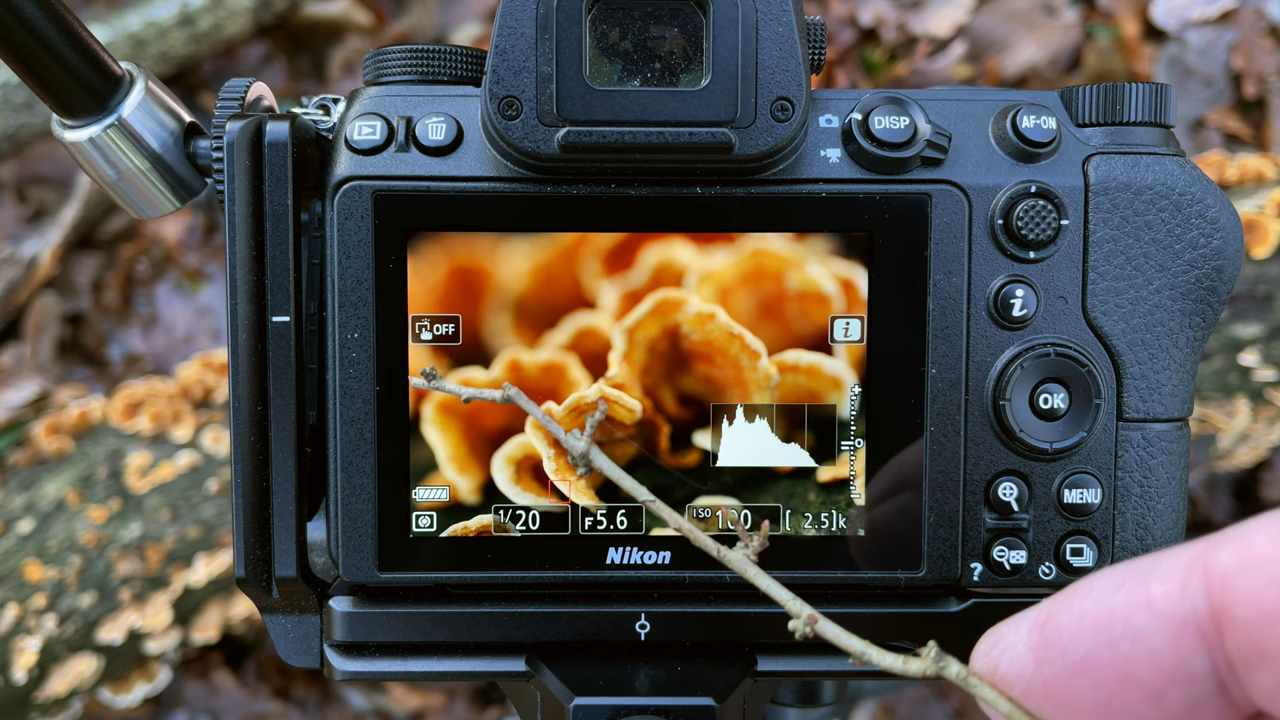 DISP
AF-ON
OFF
i
i
OK
1/20
F5.6
ISO 100
[ 2.5]k
MENU
Nikon
?